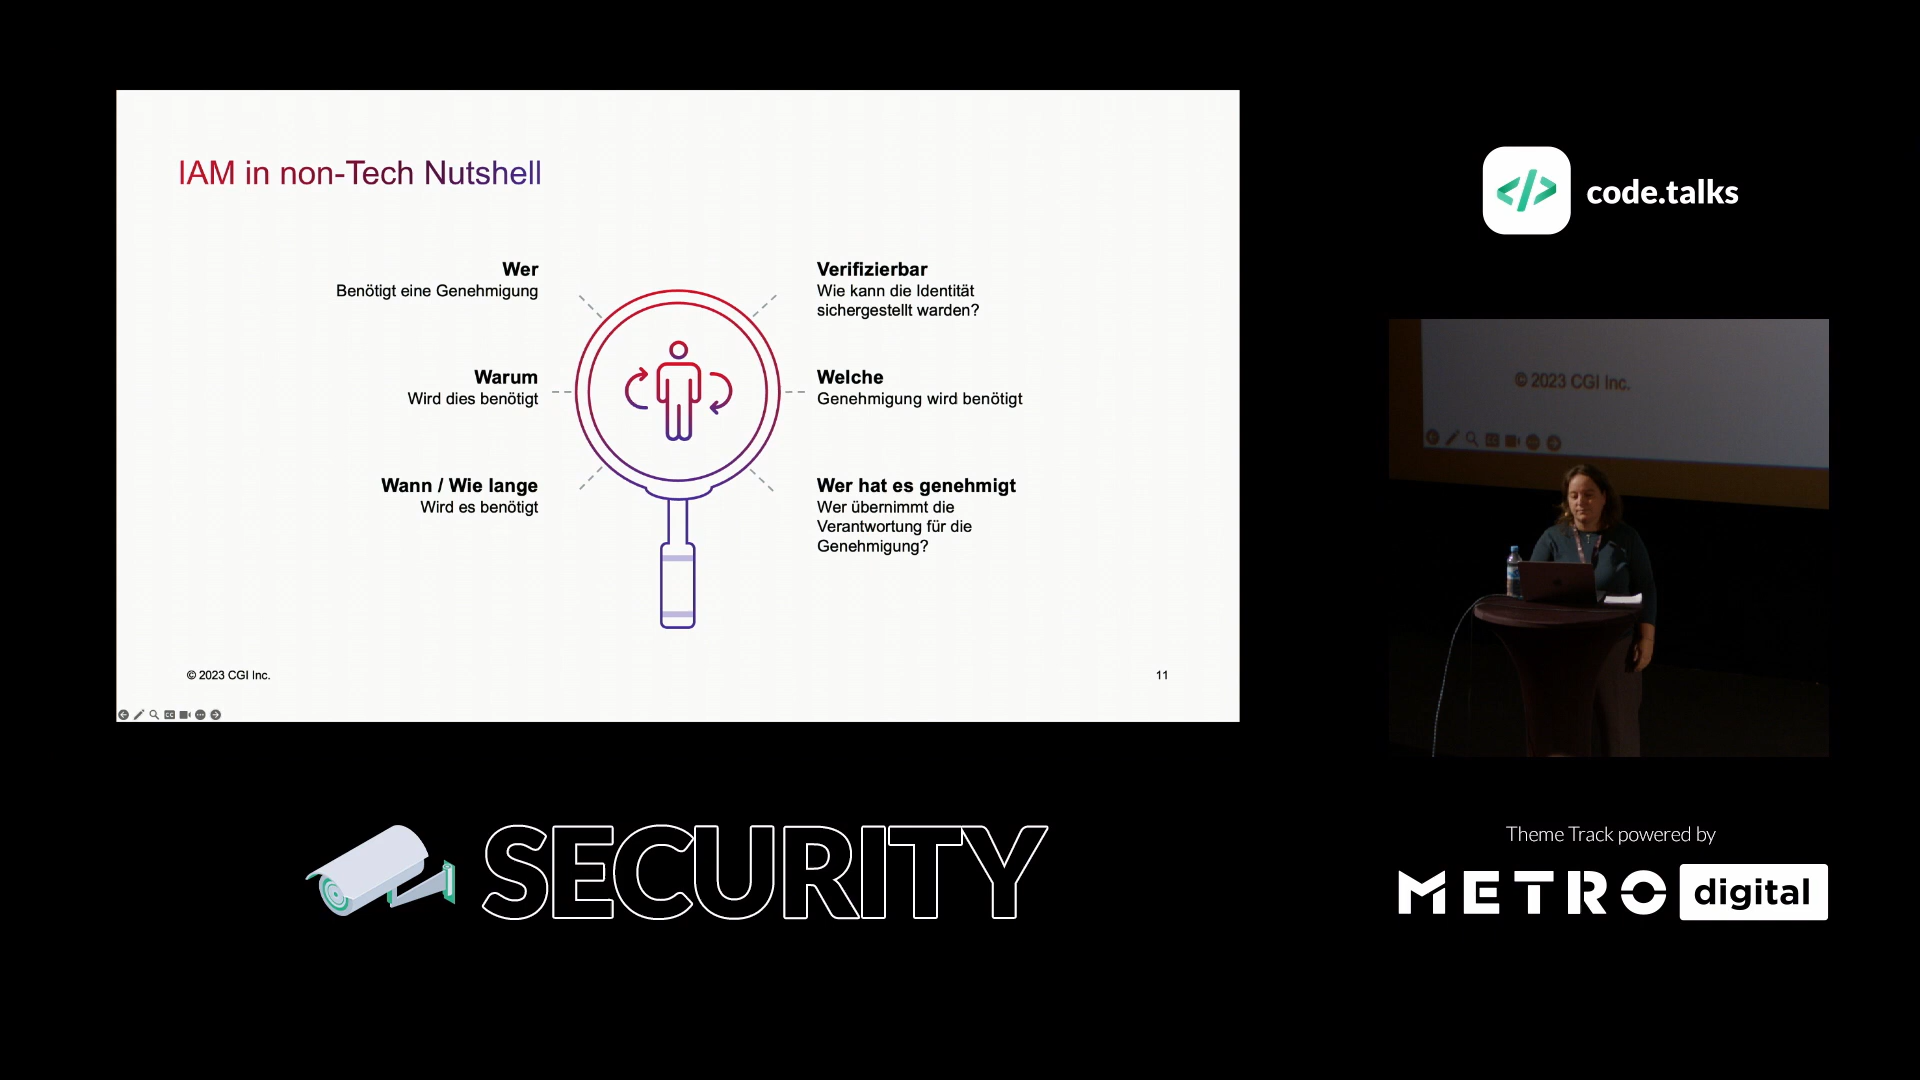 IAM in non-Tech Nutshell
Wer
Benötigt eine Genehmigung
Warum
Wird dies benötigt
Wann / Wie lange
Wird es benötigt
Verifizierbar
Wie kann die Identität
sichergestellt warden?
Welche
Genehmigung wird benötigt
Wer hat es genehmigt
Wer übernimmt die
Verantwortung für die
Genehmigung?
© 2023 CGI Inc.
11
</> code.talks
© 2023 CGI Inc.
SECURITY
Theme Track powered by
METRO digital